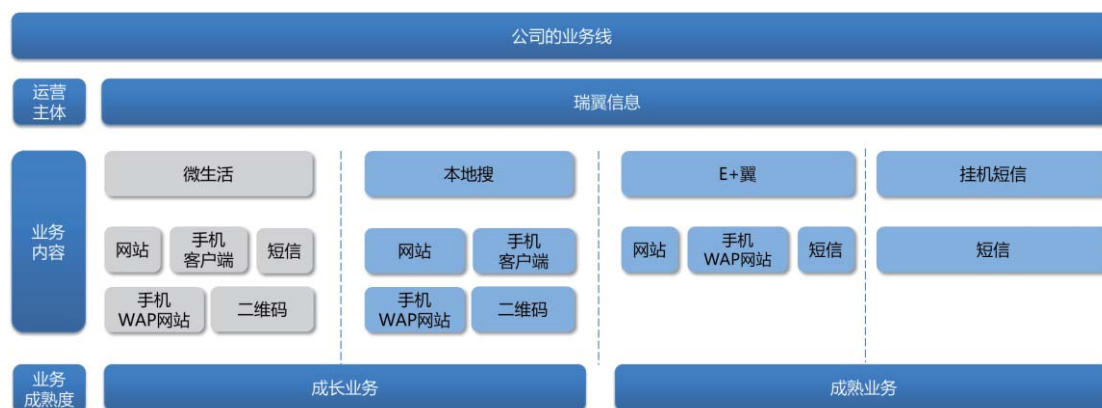 公司的业务线
运营
主体
瑞翼信息
业务
内容
微生活
本地搜
E+翼
挂机短信
网站
手机
客户端
短信
网站
手机
客户端
网站
手机
WAP网站
短信
短信
手机
WAP网站
二维码
手机
WAP网站
二维码
业务
成熟度
成长业务
成熟业务